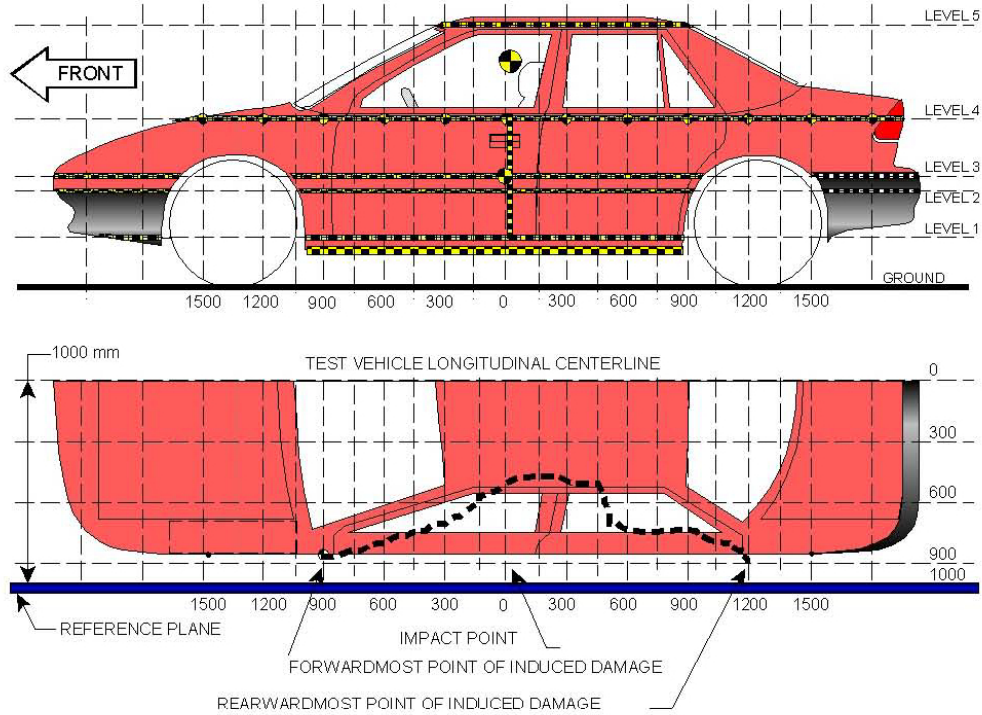 LEVEL 5
FRONT
LEVEL 4
LEVEL 3
LEVEL 2
LEVEL 1
GROUND
1500 1200 900 600 300 0 300 600 900 1200 1500
1000 mm
TEST VEHICLE LONGITUDINAL CENTERLINE
0
300
600
900
1000
1500 1200 900 600 300 0 300 600 900 1200 1500
REFERENCE PLANE
IMPACT POINT
FORWARDMOST POINT OF INDUCED DAMAGE
REARWARDMOST POINT OF INDUCED DAMAGE